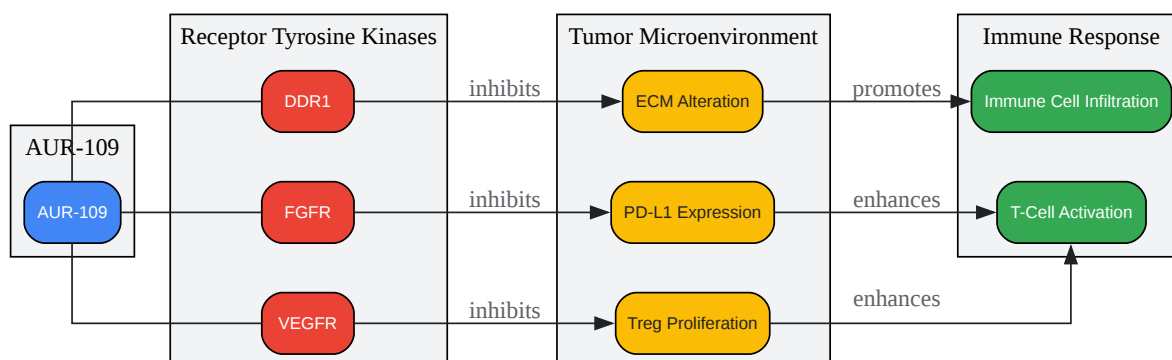 Receptor Tyrosine Kinases
Tumor Microenvironment
Immune Response
DDR1
inhibits
ECM Alteration
promotes
Immune Cell Infiltration
AUR-109
AUR-109
FGFR
inhibits
PD-L1 Expression
enhances
T-Cell Activation
VEGFR
inhibits
Treg Proliferation
enhances